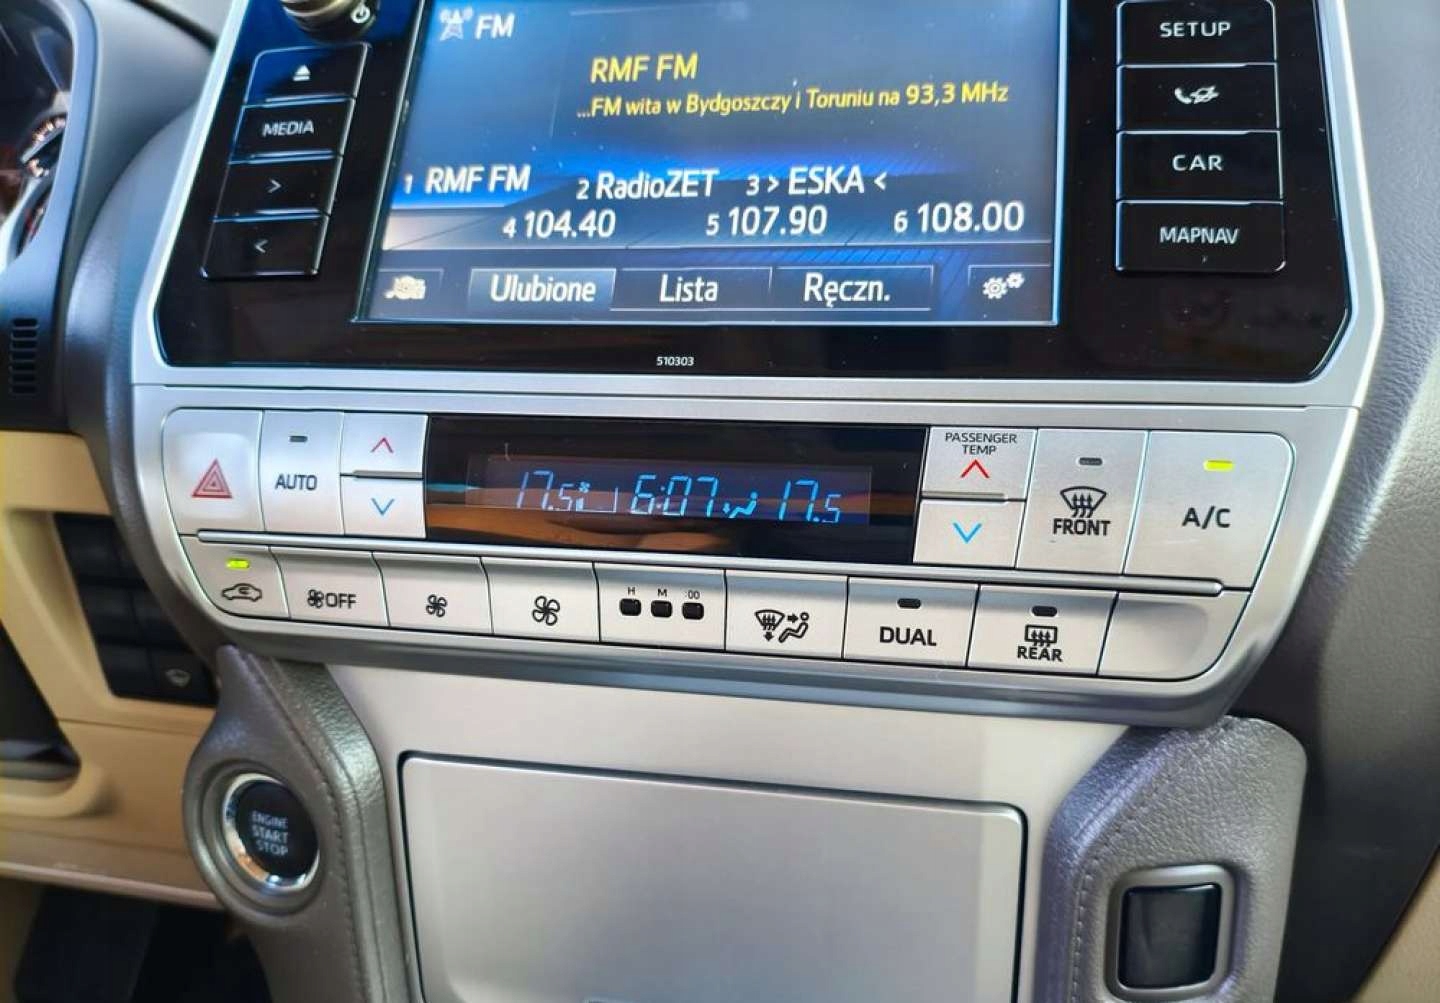 FM
SETUP
RMF FM
...FM wita w Bydgoszczy i Toruniu na 93,3 MHz
MEDIA
>
CAR
1 RMF FM 2 RadioZET 3 > ESKA <
4 104.40 5 107.90 6 108.00
<
MAPNAV
Ulubione Lista Ręczn.
510303
AUTO
17.5 6:07 17.5
PASSENGER
TEMP
FRONT
A/C
OFF
H M :00
DUAL
REAR
ENGINE
START
STOP